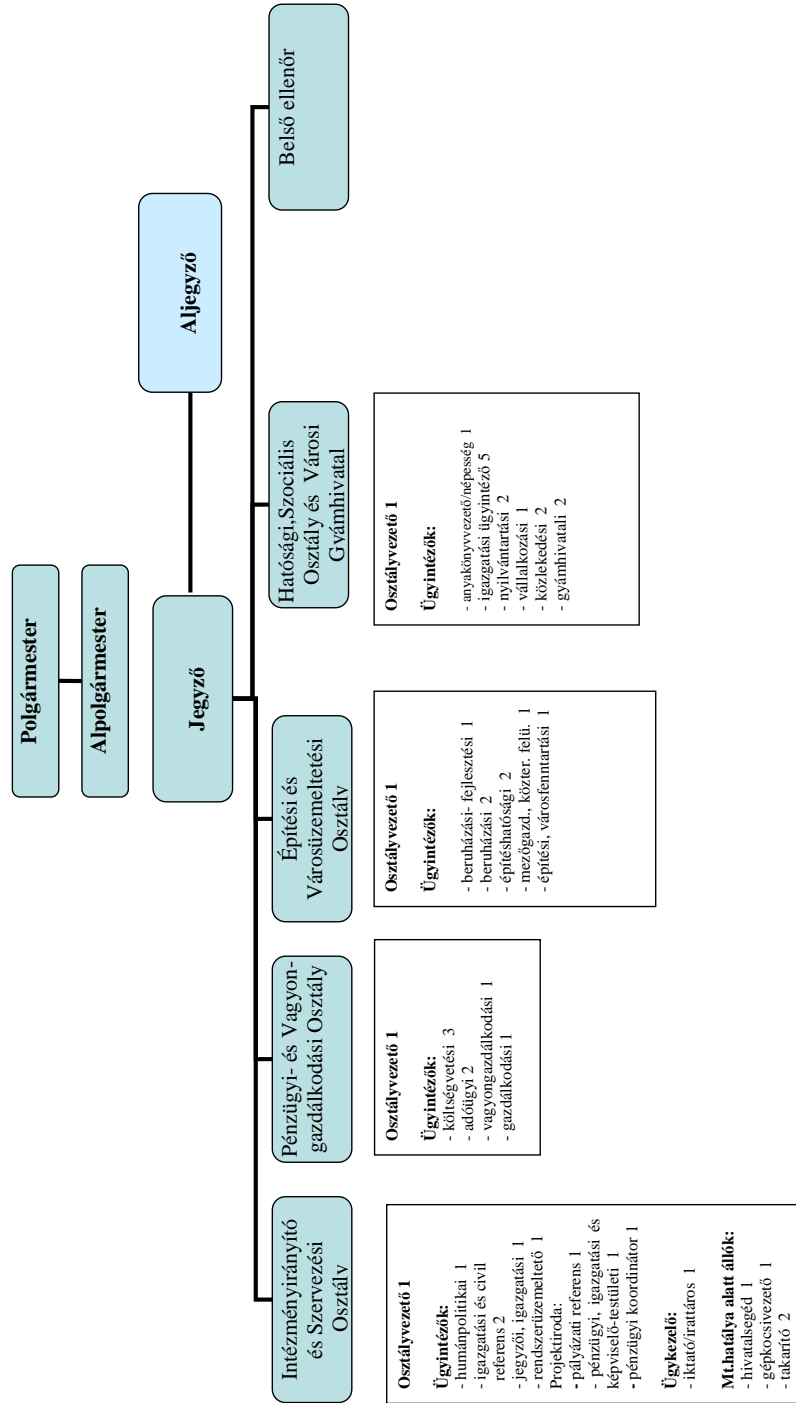 Polgármester
Alpolgármester
Jegyző
Aljegyző
Intézményirányító
és Szervezési
Osztály
Pénzügyi- és Vagyon-
gazdálkodási Osztály
Építési és
Városüzemeltetési
Osztály
Hatósági,Szociális
Osztály és Városi
Gyámhivatal
Belső ellenőr
Osztályvezető 1
Ügyintézők:
- humánpolitikai 1
- igazgatási és civil
referens 2
- jegyzői, igazgatási 1
- rendszerüzemeltető 1
Projektiroda:
- pályázati referens 1
- pénzügyi, igazgatási és
képviselő-testületi 1
- pénzügyi koordinátor 1
Ügykezelő:
- iktató/irattáros 1
Mt.hatálya alatt állók:
- hivatalsegéd 1
- gépkocsivezető 1
- takarító 2
Osztályvezető 1
Ügyintézők:
- költségvetési 3
- adóügyi 2
- vagyongazdálkodási 1
- gazdálkodási 1
Osztályvezető 1
Ügyintézők:
- beruházási- fejlesztési 1
- beruházási 2
- építéshatósági 2
- mezőgazd., közter. felü. 1
- építési, városfenntartási 1
Osztályvezető 1
Ügyintézők:
- anyakönyvvezető/népesség 1
- igazgatási ügyintéző 5
- nyilvántartási 2
- vállalkozási 1
- közlekedési 2
- gyámhivatali 2